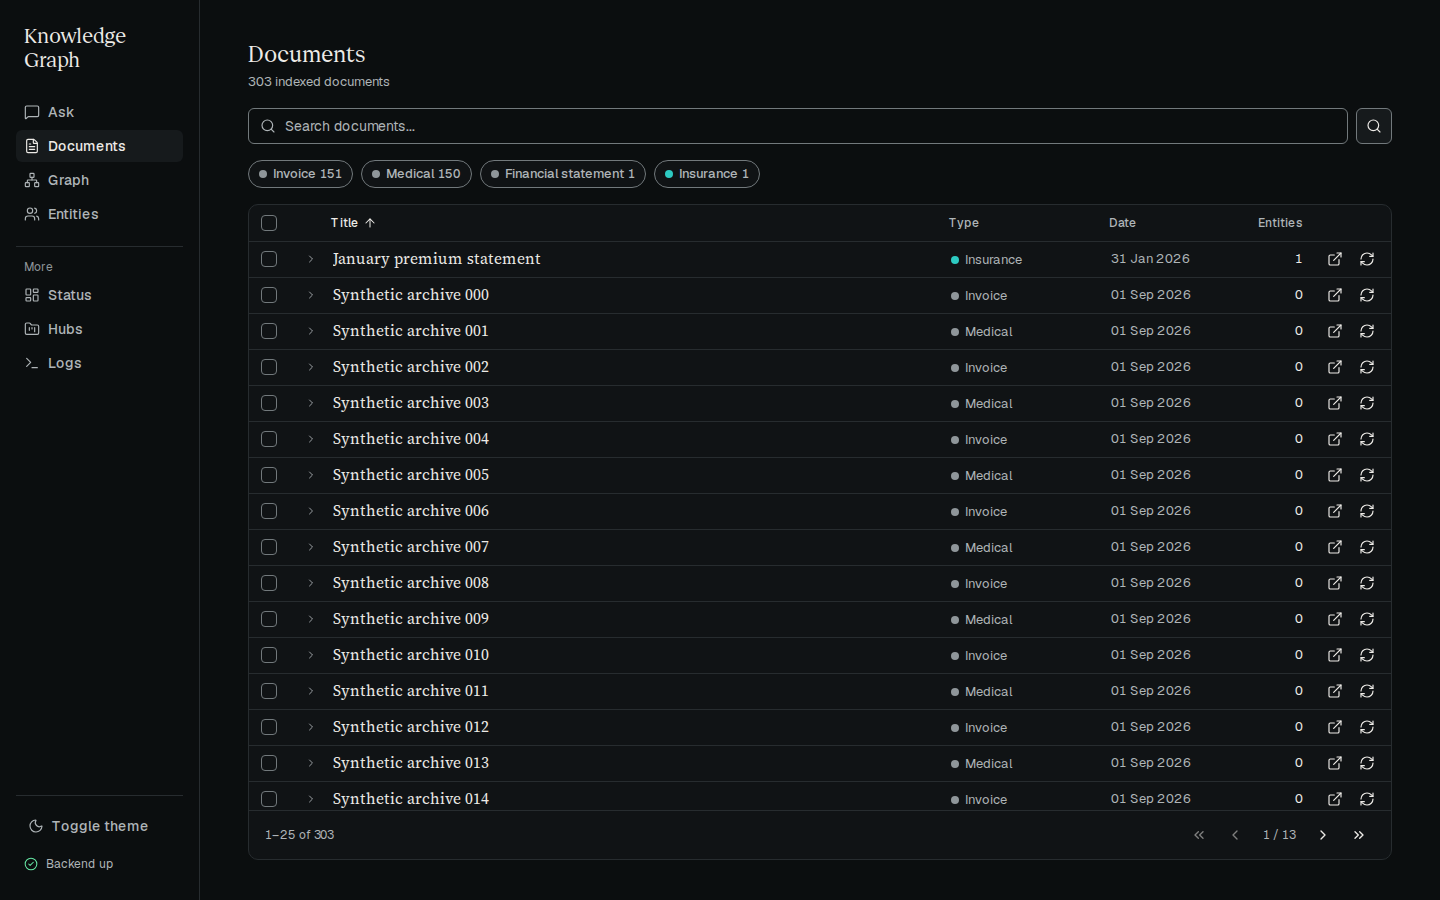 Knowledge
Graph
Ask
Documents
Graph
Entities
More
Status
Hubs
Logs
Toggle theme
Backend up
Documents
303 indexed documents
Search documents...
Invoice 151 Medical 150 Financial statement 1 Insurance 1
Title Type Date Entities
January premium statement Insurance 31 Jan 2026 1
Synthetic archive 000 Invoice 01 Sep 2026 0
Synthetic archive 001 Medical 01 Sep 2026 0
Synthetic archive 002 Invoice 01 Sep 2026 0
Synthetic archive 003 Medical 01 Sep 2026 0
Synthetic archive 004 Invoice 01 Sep 2026 0
Synthetic archive 005 Medical 01 Sep 2026 0
Synthetic archive 006 Invoice 01 Sep 2026 0
Synthetic archive 007 Medical 01 Sep 2026 0
Synthetic archive 008 Invoice 01 Sep 2026 0
Synthetic archive 009 Medical 01 Sep 2026 0
Synthetic archive 010 Invoice 01 Sep 2026 0
Synthetic archive 011 Medical 01 Sep 2026 0
Synthetic archive 012 Invoice 01 Sep 2026 0
Synthetic archive 013 Medical 01 Sep 2026 0
Synthetic archive 014 Invoice 01 Sep 2026 0
1–25 of 303 1 / 13